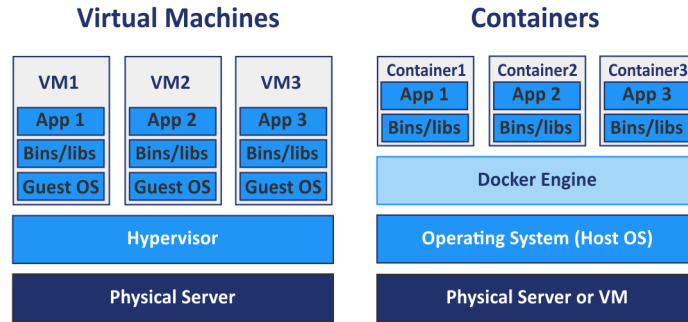 Virtual Machines
VM1
App 1
Bins/libs
Guest OS
VM2
App 2
Bins/libs
Guest OS
VM3
App 3
Bins/libs
Guest OS
Hypervisor
Physical Server
Containers
Container1
App 1
Bins/libs
Container2
App 2
Bins/libs
Container3
App 3
Bins/libs
Docker Engine
Operating System (Host OS)
Physical Server or VM